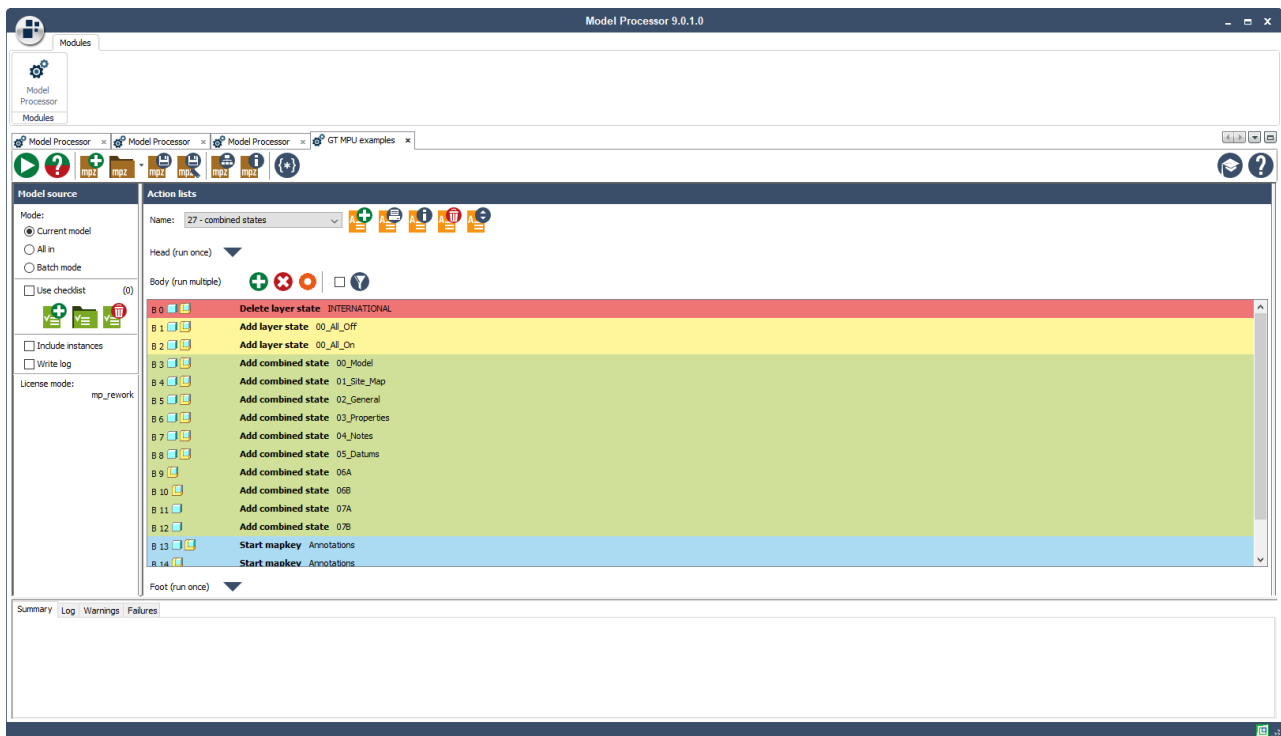 Model Processor 9.0.1.0
Modules
Model
Processor
Modules
Model Processor × Model Processor × Model Processor × GT MPU examples ×
mpz mpz mpz mpz mpz mpz
Model source
Action lists
Mode:
Current model
All in
Batch mode
Use checklist (0)
Include instances
Write log
License mode:
mp_rework
Name: 27 - combined states
Head (run once)
Body (run multiple)
B 0 Delete layer state INTERNATIONAL
B 1 Add layer state 00_All_Off
B 2 Add layer state 00_All_On
B 3 Add combined state 00_Model
B 4 Add combined state 01_Site_Map
B 5 Add combined state 02_General
B 6 Add combined state 03_Properties
B 7 Add combined state 04_Notes
B 8 Add combined state 05_Datums
B 9 Add combined state 06A
B 10 Add combined state 06B
B 11 Add combined state 07A
B 12 Add combined state 07B
B 13 Start mapkey Annotations
B 14 Start mapkey Annotations
Foot (run once)
Summary Log Warnings Failures